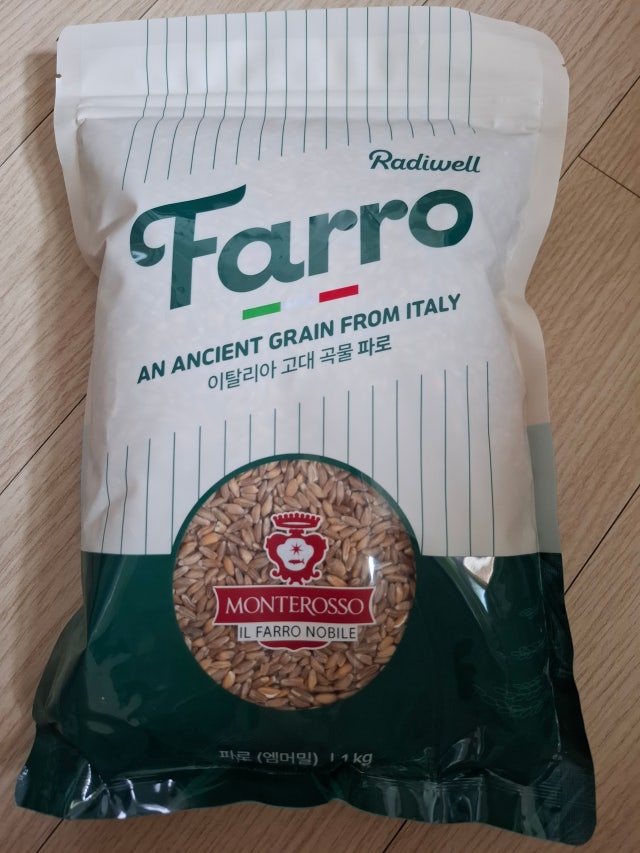 Radiwell
Farro
AN ANCIENT GRAIN FROM ITALY
이탈리아 고대 곡물 파로
MONTEROSSO
IL FARRO NOBILE
파로 (엠머밀) | 1 kg